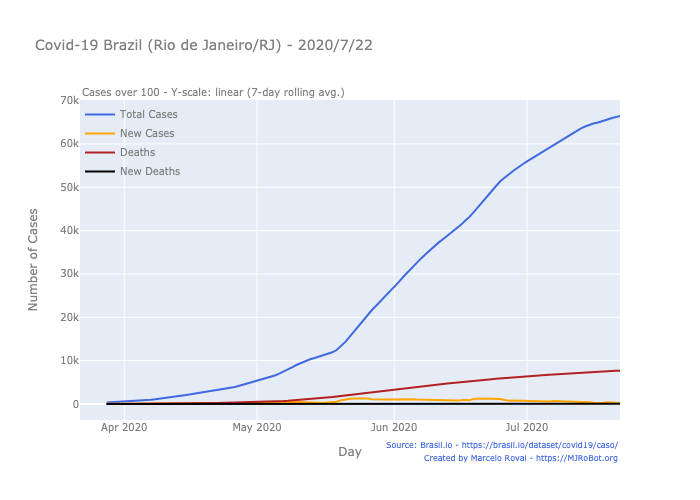 Covid-19 Brazil (Rio de Janeiro/RJ) - 2020/7/22
Cases over 100 - Y-scale: linear (7-day rolling avg.)
Total Cases
New Cases
Deaths
New Deaths
Number of Cases
70k
60k
50k
40k
30k
20k
10k
0
Apr 2020
May 2020
Jun 2020
Jul 2020
Day
Source: Brasil.io - https://brasil.io/dataset/covid19/caso/
Created by Marcelo Rovai - https://MJRoBot.org